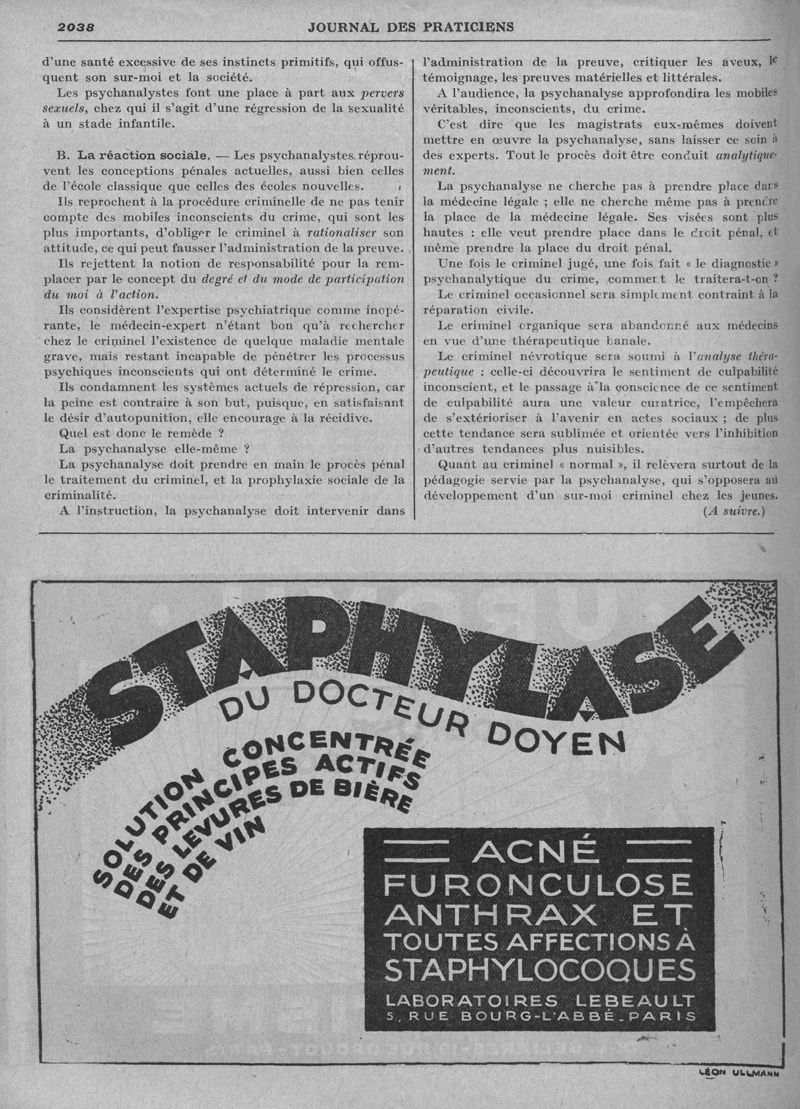 2038
JOURNAL DES PRATICIENS
d'une santé excessive de ses instincts primitifs, qui offus-
quent son sur-moi et la société.
Les psychanalystes font une place à part aux pervers
sexuels, chez qui il s'agit d'une régression de la sexualité
à un stade infantile.
B. La réaction sociale. — Les psychanalystes réprou-
vent les conceptions pénales actuelles, aussi bien celles
de l'école classique que celles des écoles nouvelles.
Ils reprochent à la procédure criminelle de ne pas tenir
compte des mobiles inconscients du crime, qui sont les
plus importants, d'obliger le criminel à rationaliser son
attitude, ce qui peut fausser l'administration de la preuve.
Ils rejettent la notion de responsabilité pour la rem-
placer par le concept du degré et du mode de participation
du moi à l'action.
Ils considèrent l'expertise psychiatrique comme inopé-
rante, le médecin-expert n'étant bon qu'à rechercher
chez le criminel l'existence de quelque maladie mentale
grave, mais restant incapable de pénétrer les processus
psychiques inconscients qui ont déterminé le crime.
Ils condamnent les systèmes actuels de répression, car
la peine est contraire à son but, puisque, en satisfaisant
le désir d'autopunition, elle encourage à la récidive.
Quel est donc le remède ?
La psychanalyse elle-même ?
La psychanalyse doit prendre en main le procès pénal
le traitement du criminel, et la prophylaxie sociale de la
criminalité.
A l'instruction, la psychanalyse doit intervenir dans
l'administration de la preuve, critiquer les aveux, le
témoignage, les preuves matérielles et littérales.
A l'audience, la psychanalyse approfondira les mobiles
véritables, inconscients, du crime.
C'est dire que les magistrats eux-mêmes doivent
mettre en œuvre la psychanalyse, sans laisser ce soin à
des experts. Tout le procès doit être conduit analytique-
ment.
La psychanalyse ne cherche pas à prendre place dans
la médecine légale ; elle ne cherche même pas à prendre
la place de la médecine légale. Ses visées sont plus
hautes : elle veut prendre place dans le droit pénal, et
même prendre la place du droit pénal.
Une fois le criminel jugé, une fois fait « le diagnostic »
psychanalytique du crime, comment le traitera-t-on ?
Le criminel occasionnel sera simplement contraint à la
réparation civile.
Le criminel organique sera abandonné aux médecins
en vue d'une thérapeutique banale.
Le criminel névrotique sera soumi à l'analyse théra-
peutique : celle-ci découvrira le sentiment de culpabilité
inconscient, et le passage à la conscience de ce sentiment
de culpabilité aura une valeur curatrice, l'empêchera
de s'extérioriser à l'avenir en actes sociaux ; de plus
cette tendance sera sublimée et orientée vers l'inhibition
d'autres tendances plus nuisibles.
Quant au criminel « normal », il relèvera surtout de la
pédagogie servie par la psychanalyse, qui s'opposera au
développement d'un sur-moi criminel chez les jeunes.
(A suivre.)
STAPHYLASE
DU DOCTEUR DOYEN
SOLUTION CONCENTRÉE
DES PRINCIPES ACTIFS
DES LEVURES DE BIÈRE
ET DE VIN
ACNÉ
FURONCULOSE
ANTHRAX ET
TOUTES AFFECTIONS À
STAPHYLOCOQUES
LABORATOIRES LEBEAULT
5, RUE BOURG-L'ABBÉ_PARIS
LÉON ULLMANN